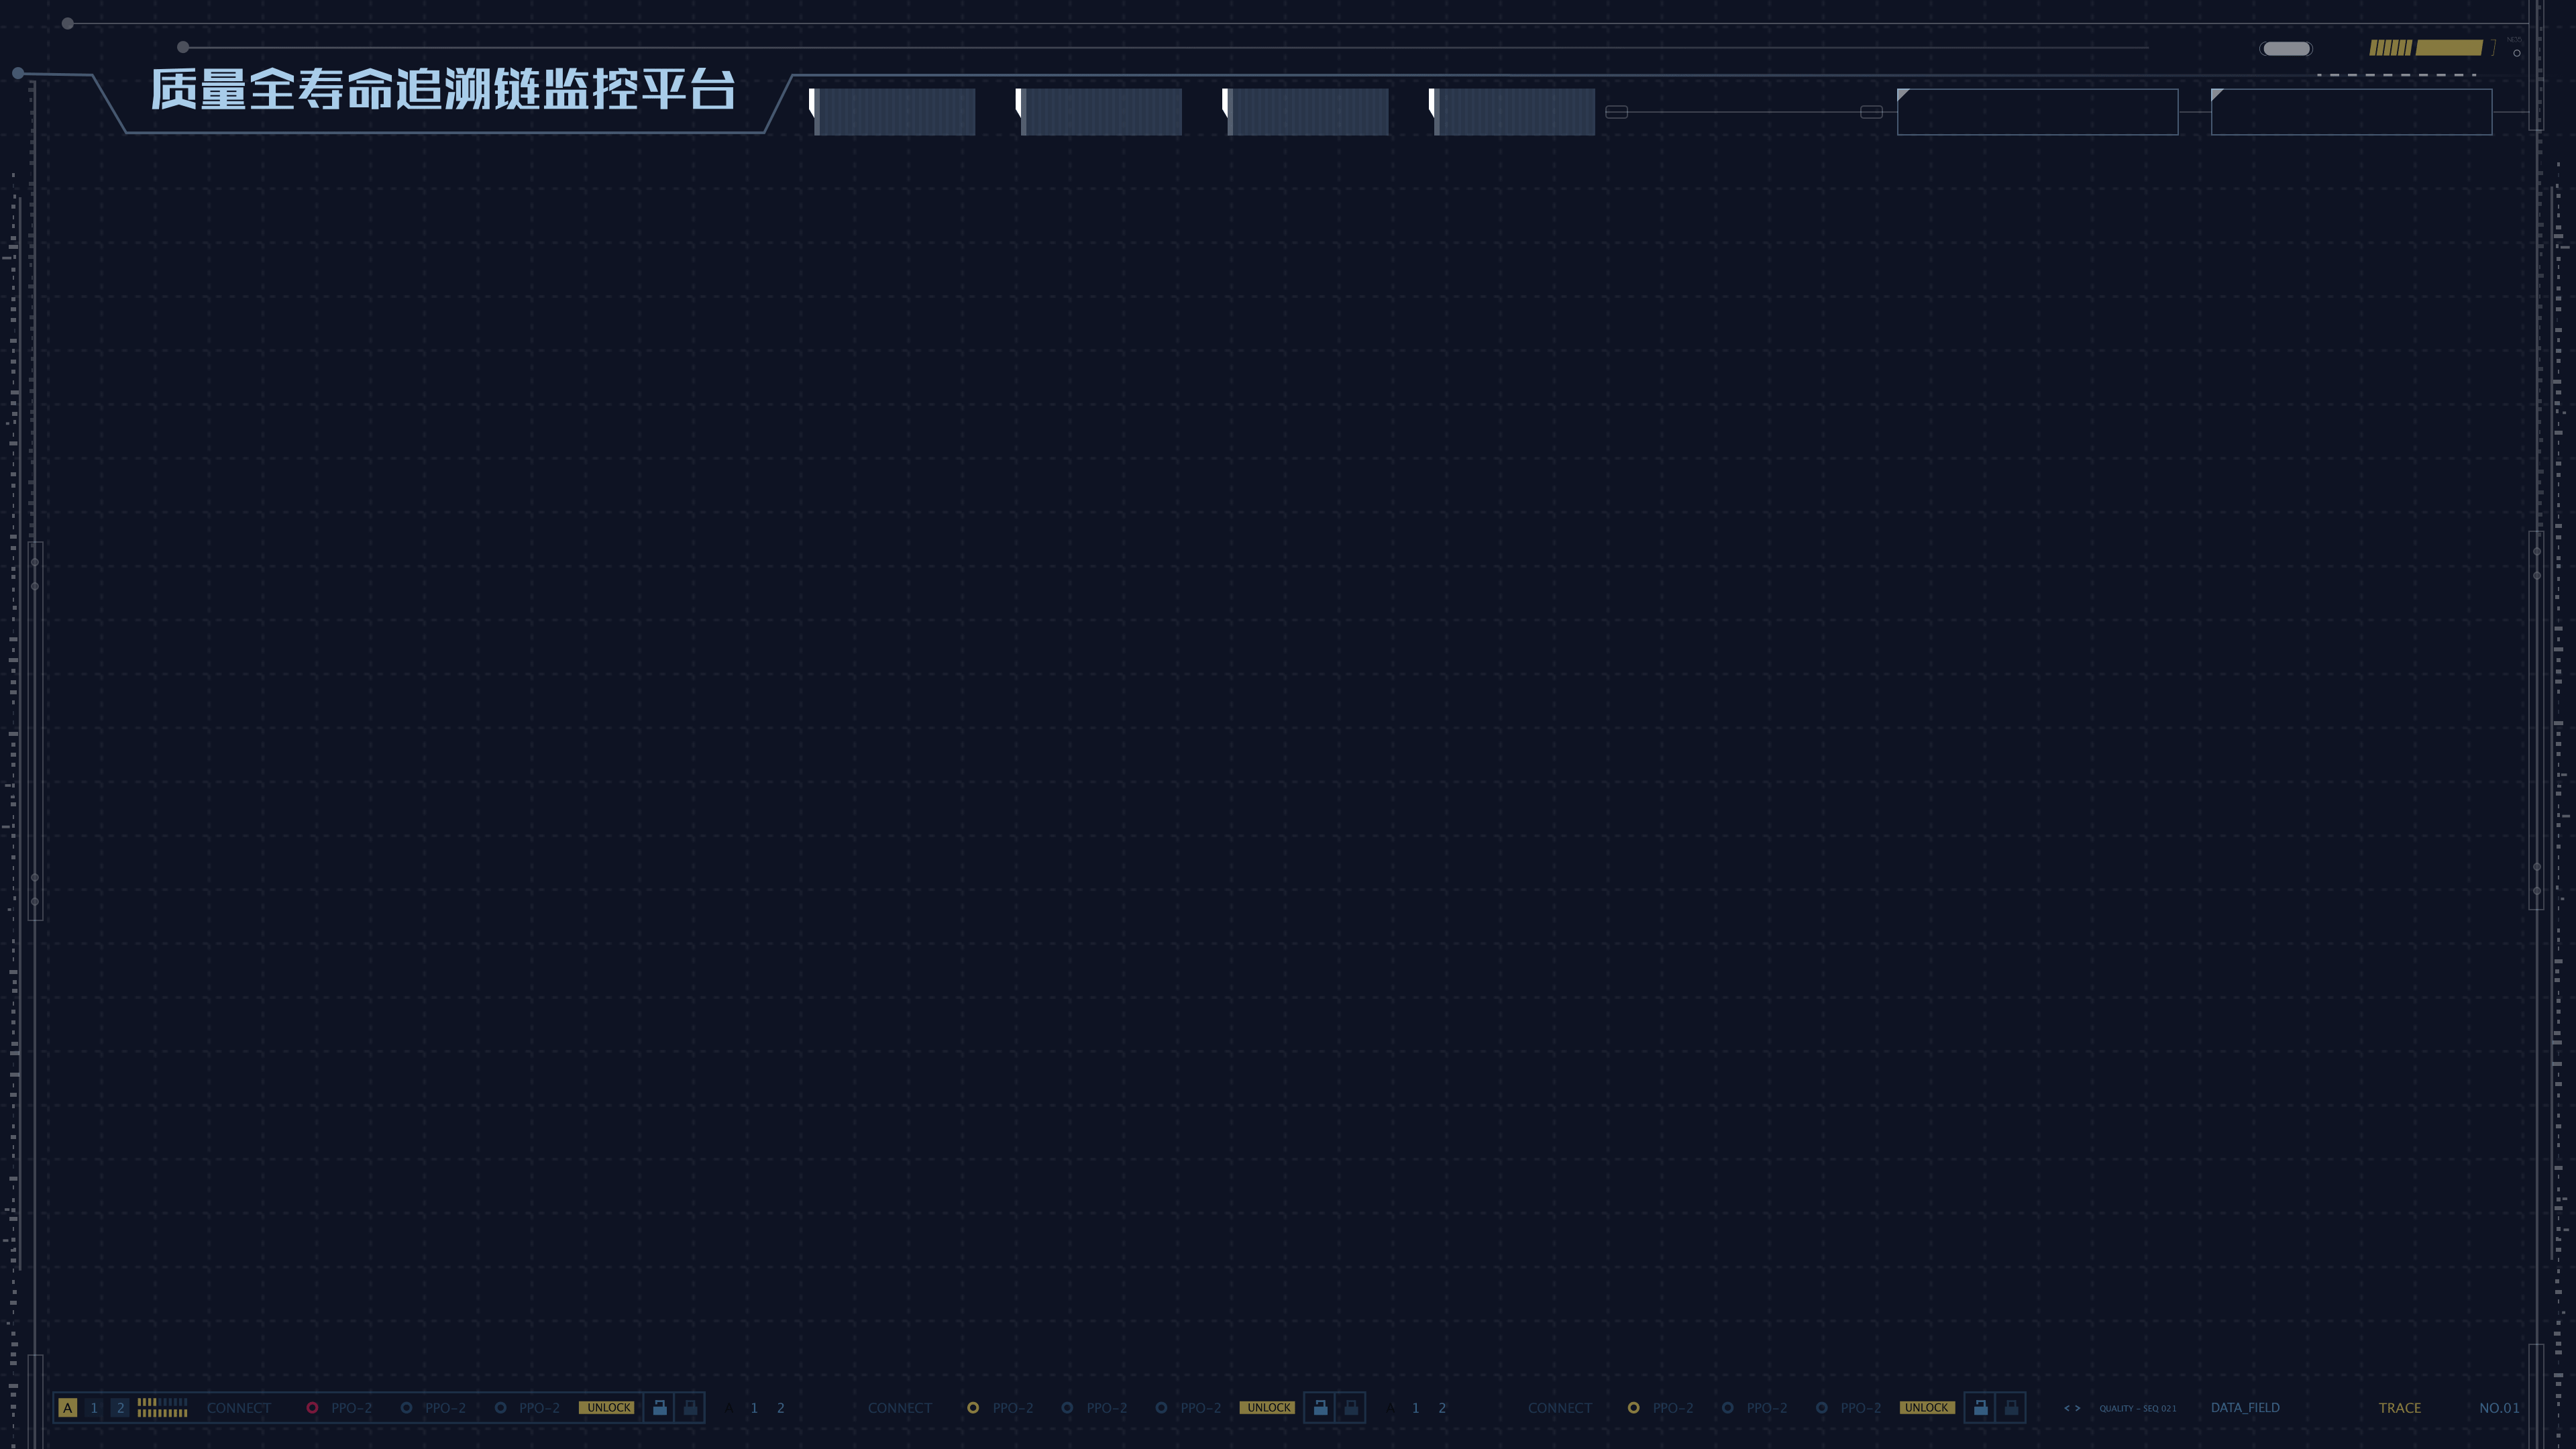 NO5
质量全寿命追溯链监控平台
A 1 2 CONNECT PPO-2 PPO-2 PPO-2 UNLOCK A 1 2 CONNECT PPO-2 PPO-2 PPO-2 UNLOCK A 1 2 CONNECT PPO-2 PPO-2 PPO-2 UNLOCK < > QUALITY - SEQ 021 DATA_FIELD TRACE NO.01